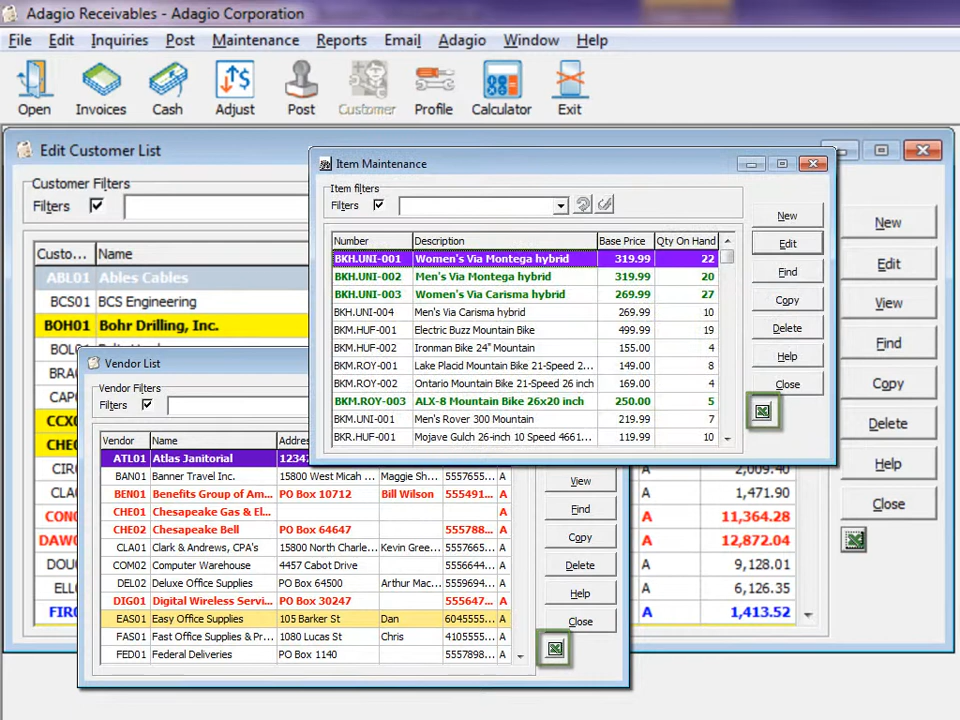 Adagio Receivables - Adagio Corporation
File Edit Inquiries Post Maintenance Reports Email Adagio Window Help
Open Invoices Cash Adjust Post Customer Profile Calculator Exit
Edit Customer List
Customer Filters
Filters
Custo... Name
ABL01 Ables Cables
BCS01 BCS Engineering
BOH01 Bohr Drilling, Inc.
BOL
BRA
CAP
CCX
CHE
CIR
CLA
CON
DAW
DOU
ELL
FIR
2,009.40
A 1,471.90
A 11,364.28
A 12,872.04
A 9,128.01
A 6,126.35
A 1,413.52
New
Edit
View
Find
Copy
Delete
Help
Close
Item Maintenance
Item filters
Filters
Number Description Base Price Qty On Hand
BKH.UNI-001 Women's Via Montega hybrid 319.99 22
BKH.UNI-002 Men's Via Montega hybrid 319.99 20
BKH.UNI-003 Women's Via Carisma hybrid 269.99 27
BKH.UNI-004 Men's Via Carisma hybrid 269.99 10
BKM.HUF-001 Electric Buzz Mountain Bike 499.99 19
BKM.HUF-002 Ironman Bike 24" Mountain 155.00 4
BKM.ROY-001 Lake Placid Mountain Bike 21-Speed 2... 149.00 8
BKM.ROY-002 Ontario Mountain Bike 21-Speed 26 inch 169.00 4
BKM.ROY-003 ALX-8 Mountain Bike 26x20 inch 250.00 5
BKM.UNI-001 Men's Rover 300 Mountain 219.99 7
BKR.HUF-001 Mojave Gulch 26-inch 10 Speed 4661... 119.99 10
New
Edit
Find
Copy
Delete
Help
Close
Vendor List
Vendor Filters
Filters
Vendor Name Addres
ATL01 Atlas Janitorial 1234
BAN01 Banner Travel Inc. 15800 West Micah Maggie Sh... 5557665... A
BEN01 Benefits Group of Am... PO Box 10712 Bill Wilson 555491... A
CHE01 Chesapeake Gas & El... A
CHE02 Chesapeake Bell PO Box 64647 555788... A
CLA01 Clark & Andrews, CPA's 15800 North Charle... Kevin Gree... 5557665... A
COM02 Computer Warehouse 4457 Cabot Drive 5556644... A
DEL02 Deluxe Office Supplies PO Box 64500 Arthur Mac... 5559694... A
DIG01 Digital Wireless Servi... PO Box 30247 555647... A
EAS01 Easy Office Supplies 105 Barker St Dan 6045555... A
FAS01 Fast Office Supplies & Pr... 1080 Lucas St Chris 4105555... A
FED01 Federal Deliveries PO Box 1140 5557898... A
View
Find
Copy
Delete
Help
Close